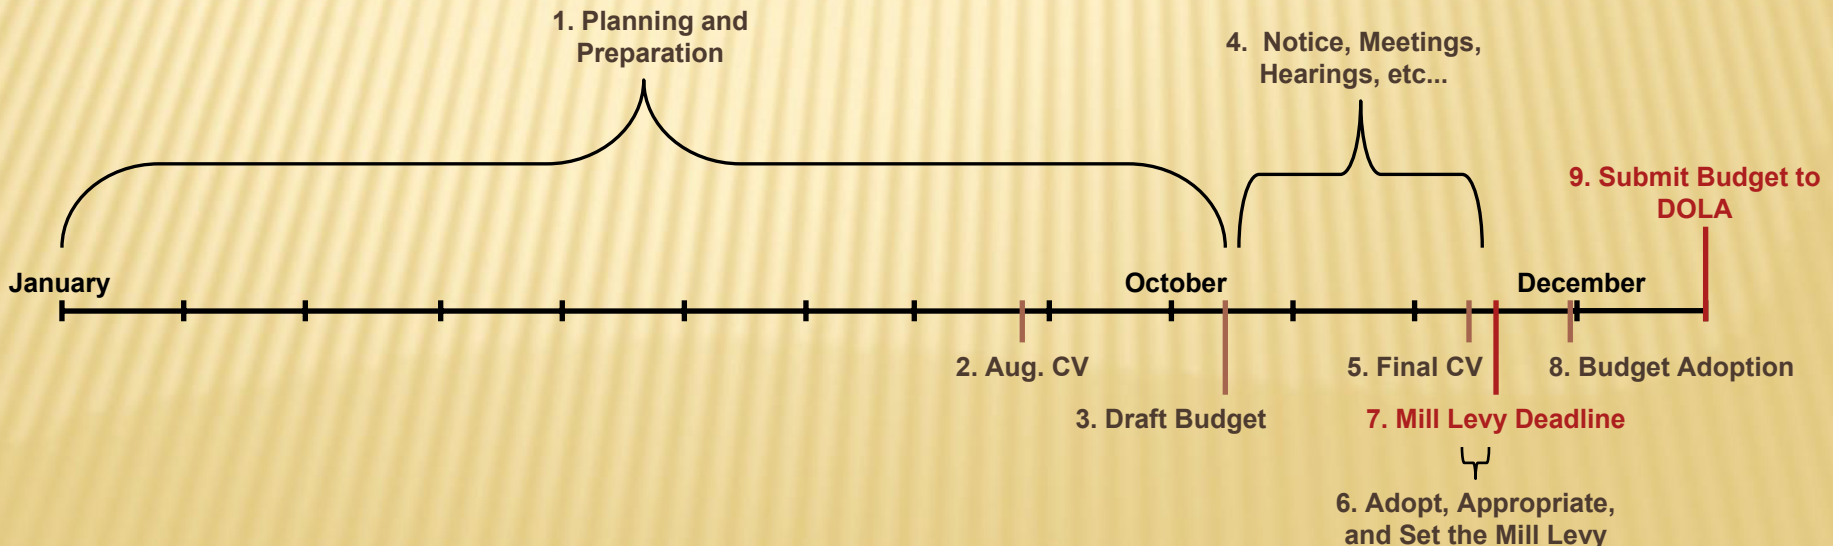 1. Planning and
Preparation
4. Notice, Meetings,
Hearings, etc...
9. Submit Budget to
DOLA
January
October
December
2. Aug. CV
5. Final CV
8. Budget Adoption
3. Draft Budget
7. Mill Levy Deadline
6. Adopt, Appropriate,
and Set the Mill Levy